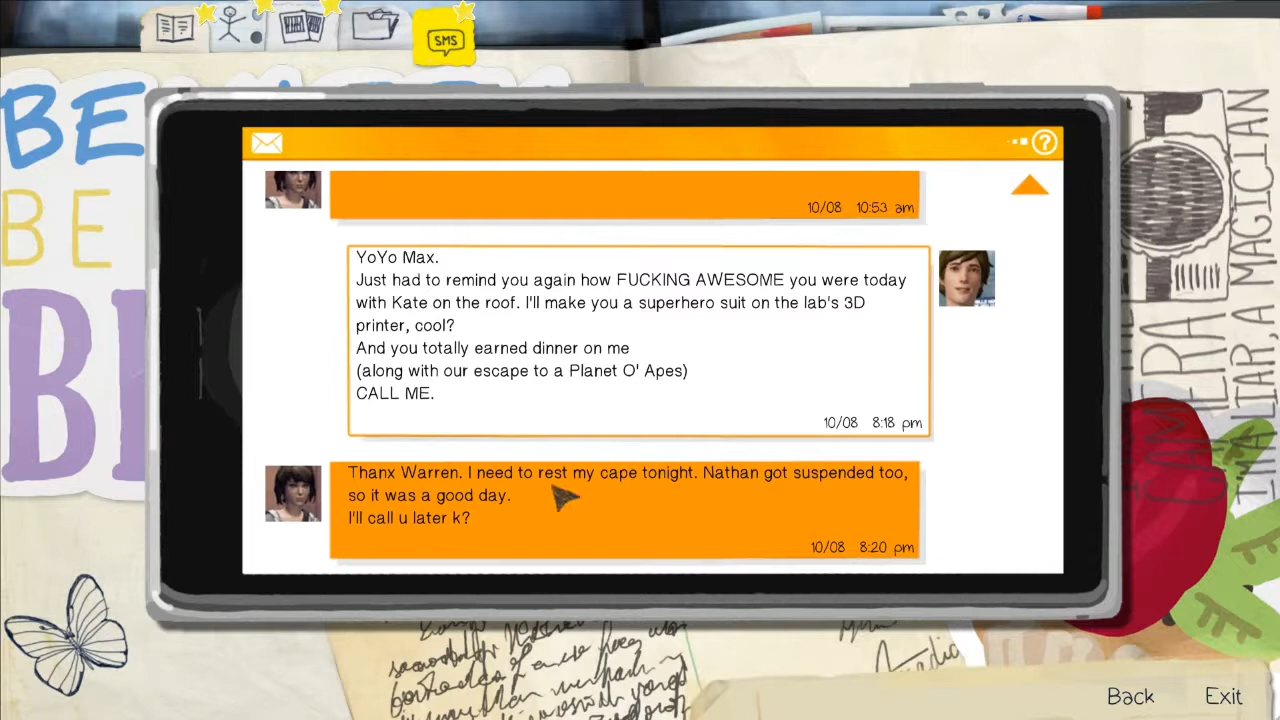 SMS
BE
BE
10/08 10:53 am
YoYo Max.
Just had to remind you again how FUCKING AWESOME you were today
with Kate on the roof. I'll make you a superhero suit on the lab's 3D
printer, cool?
And you totally earned dinner on me
(along with our escape to a Planet O' Apes)
CALL ME.
10/08 8:18 pm
Thanx Warren. I need to rest my cape tonight. Nathan got suspended too,
so it was a good day.
I'll call u later k?
10/08 8:20 pm
MAGICIAN
Back Exit